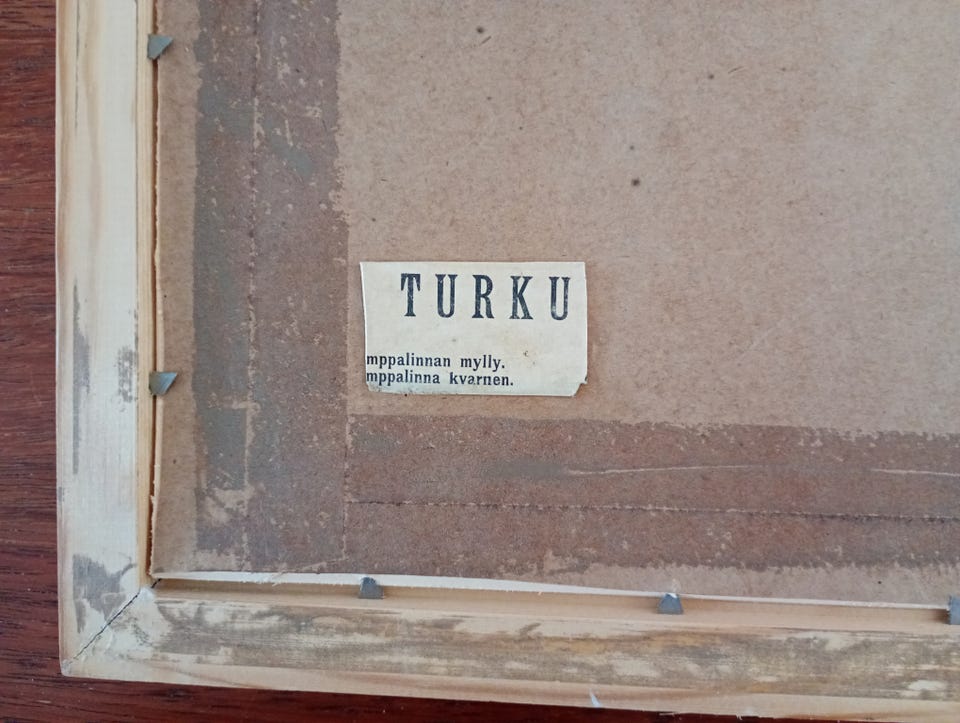 TURKU
mppalinnan mylly.
mppalinna kvarnen.